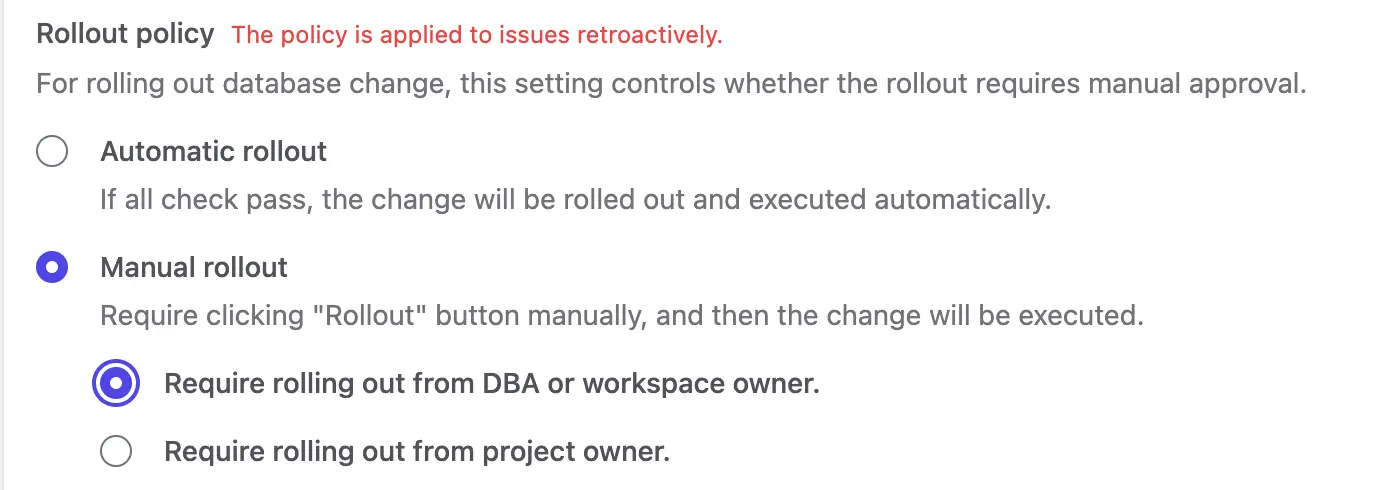 Rollout policy The policy is applied to issues retroactively.
For rolling out database change, this setting controls whether the rollout requires manual approval.
Automatic rollout
If all check pass, the change will be rolled out and executed automatically.
Manual rollout
Require clicking "Rollout" button manually, and then the change will be executed.
Require rolling out from DBA or workspace owner.
Require rolling out from project owner.